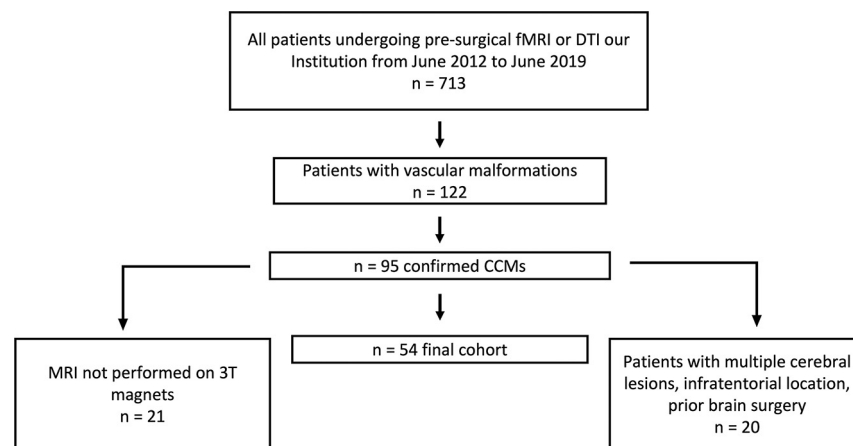 All patients undergoing pre-surgical fMRI or DTI our
Institution from June 2012 to June 2019
n = 713
Patients with vascular malformations
n = 122
n = 95 confirmed CCMs
MRI not performed on 3T
magnets
n = 21
n = 54 final cohort
Patients with multiple cerebral
lesions, infratentorial location,
prior brain surgery
n = 20